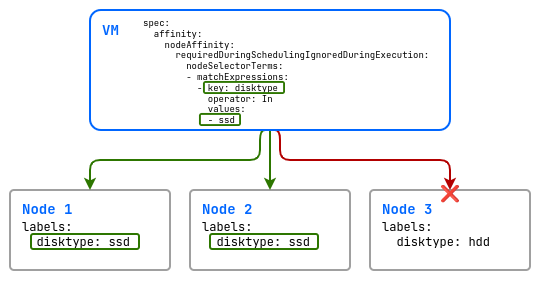 VM
spec:
  affinity:
    nodeAffinity:
      requiredDuringSchedulingIgnoredDuringExecution:
        nodeSelectorTerms:
        - matchExpressions:
          - key: disktype
            operator: In
            values:
            - ssd
Node 1
labels:
  disktype: ssd
Node 2
labels:
  disktype: ssd
Node 3
labels:
  disktype: hdd